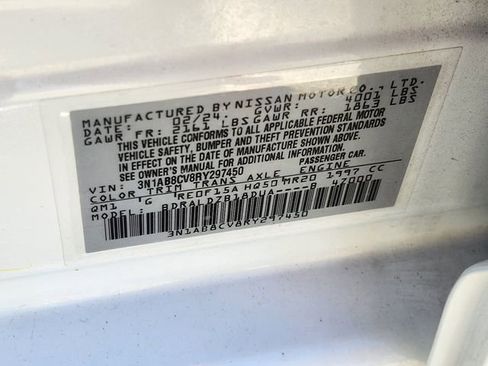 MANUFACTURED BY NISSAN MOTOR CO., LTD.
DATE: 02/24 GVWR: 4001 LBS
GAWR FR: 2161 LBS GAWR RR: 1863 LBS
THIS VEHICLE CONFORMS TO ALL APPLICABLE FEDERAL MOTOR
VEHICLE SAFETY, BUMPER AND THEFT PREVENTION STANDARDS
IN EFFECT ON THE DATE OF MANUFACTURE SHOWN ABOVE.
SEE OWNER'S MANUAL FOR ADDITIONAL LOADING INFORMATION.
VIN: 3N1AB8CV8RY297450 PASSENGER CAR.
COLOR TRIM TRANS AXLE ENGINE
QM1 G RE0F15A HQ50 MR20 1997 CC
MODEL: BDRALD7B18DUA-----B 47000
3N1AB8CV8RY297450